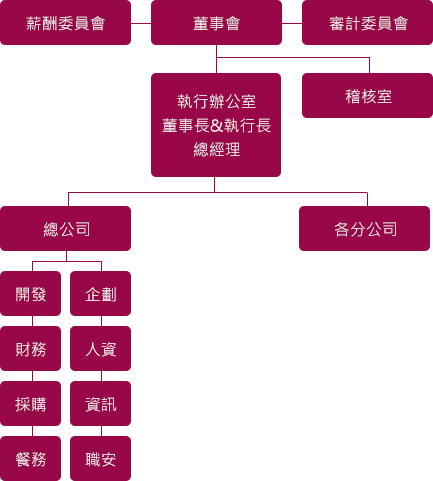 薪酬委員會
董事會
審計委員會
執行辦公室
董事長&執行長
總經理
稽核室
總公司
各分公司
開發
企劃
財務
人資
採購
資訊
餐務
職安